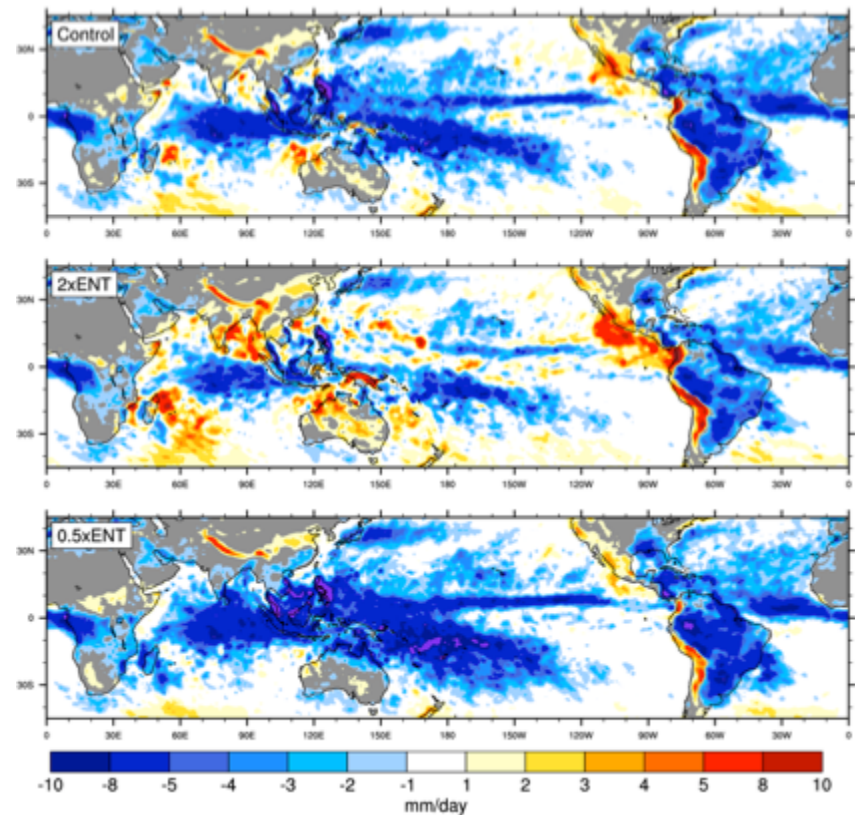 Control
30N
0
30S
0
30E
60E
90E
120E
150E
180
150W
120W
90W
60W
30W
0
2xENT
30N
0
30S
0
30E
60E
90E
120E
150E
180
150W
120W
90W
60W
30W
0
0.5xENT
30N
0
30S
0
30E
60E
90E
120E
150E
180
150W
120W
90W
60W
30W
0
-10 -8 -5 -4 -3 -2 -1 1 2 3 4 5 8 10
mm/day